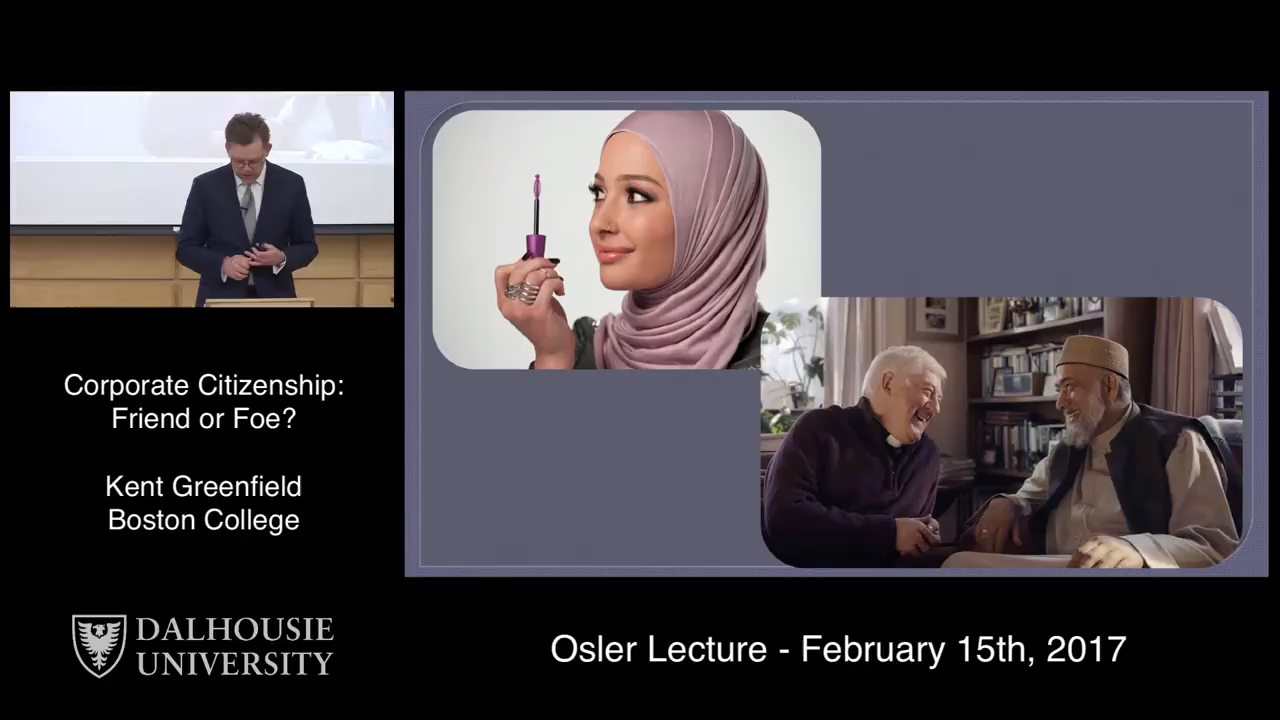 Corporate Citizenship:
Friend or Foe?
Kent Greenfield
Boston College
DALHOUSIE
UNIVERSITY
Osler Lecture - February 15th, 2017